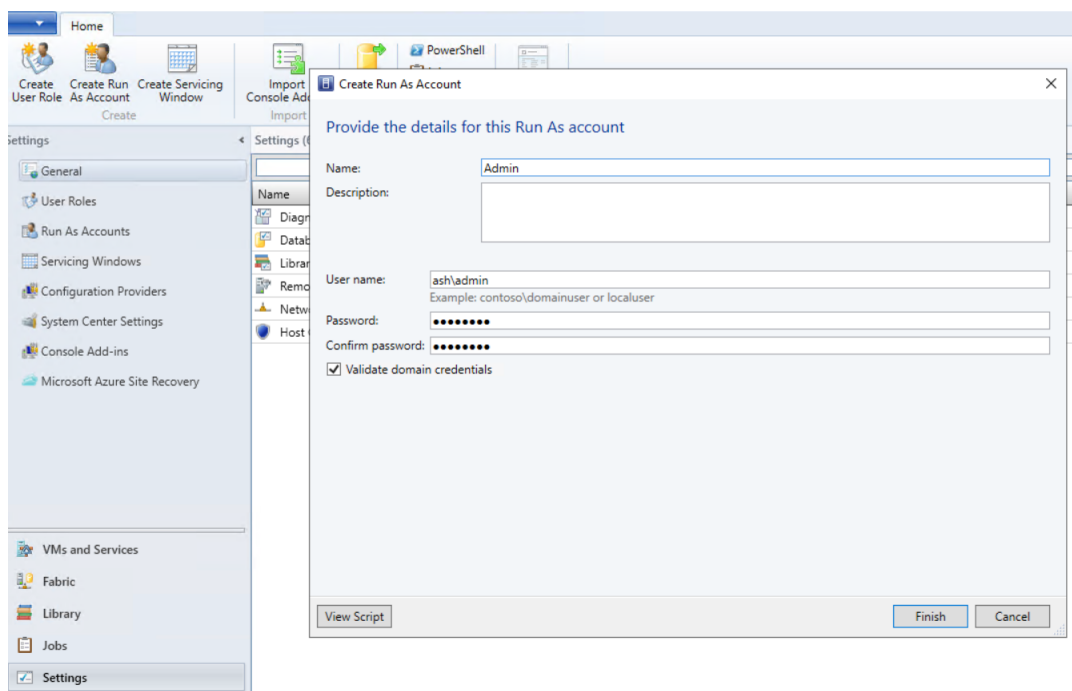 Home
Create User Role
Create Run As Account
Create Servicing Window
Import Console Add
PowerShell
Create
Import
Settings
General
User Roles
Run As Accounts
Servicing Windows
Configuration Providers
System Center Settings
Console Add-ins
Microsoft Azure Site Recovery
VMs and Services
Fabric
Library
Jobs
Settings
Settings (
Name
Diagr
Datab
Librar
Remo
Netw
Host
Create Run As Account
Provide the details for this Run As account
Name: Admin
Description:
User name: ash\admin
Example: contoso\domainuser or localuser
Password: ●●●●●●●●
Confirm password: ●●●●●●●●
Validate domain credentials
View Script
Finish
Cancel